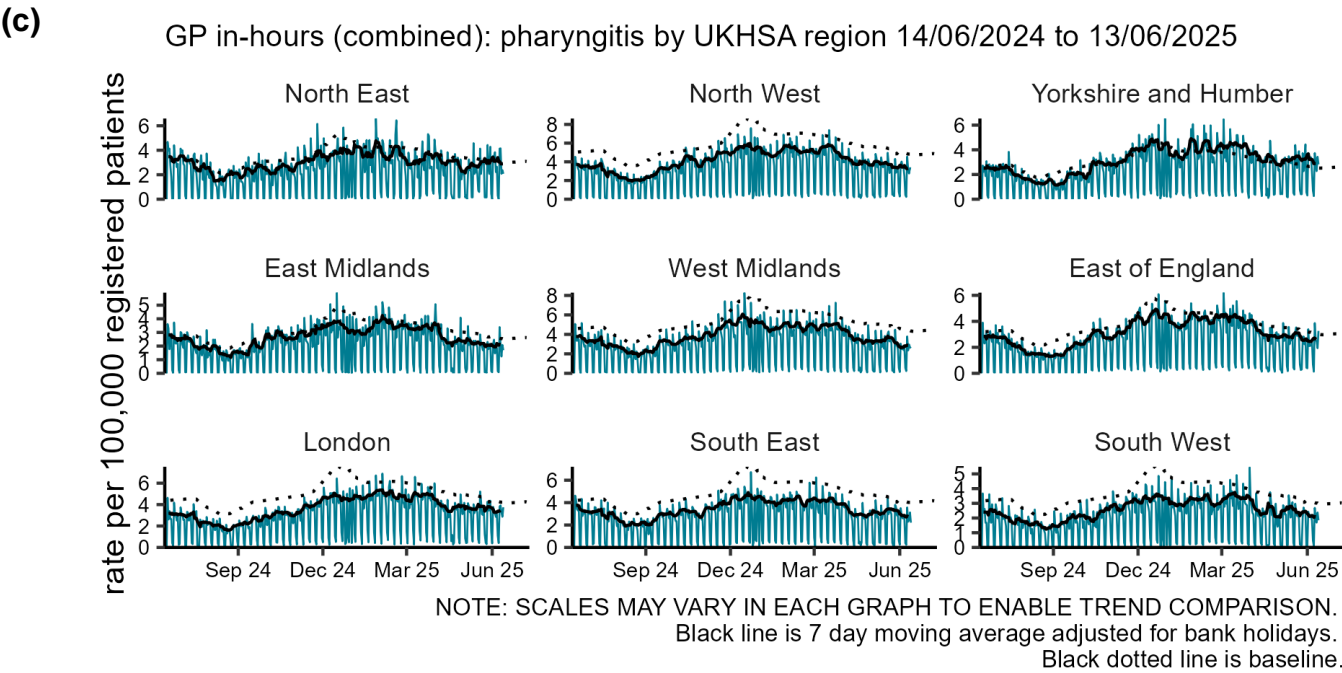 (c)
GP in-hours (combined): pharyngitis by UKHSA region 14/06/2024 to 13/06/2025
rate per 100,000 registered patients
North East
6
4
2
0
North West
8
6
4
2
0
Yorkshire and Humber
6
4
2
0
East Midlands
5
4
3
2
1
0
West Midlands
8
6
4
2
0
East of England
6
4
2
0
London
6
4
2
0
South East
6
4
2
0
South West
5
4
3
2
1
0
Sep 24 Dec 24 Mar 25 Jun 25
Sep 24 Dec 24 Mar 25 Jun 25
Sep 24 Dec 24 Mar 25 Jun 25
NOTE: SCALES MAY VARY IN EACH GRAPH TO ENABLE TREND COMPARISON.
Black line is 7 day moving average adjusted for bank holidays.
Black dotted line is baseline.